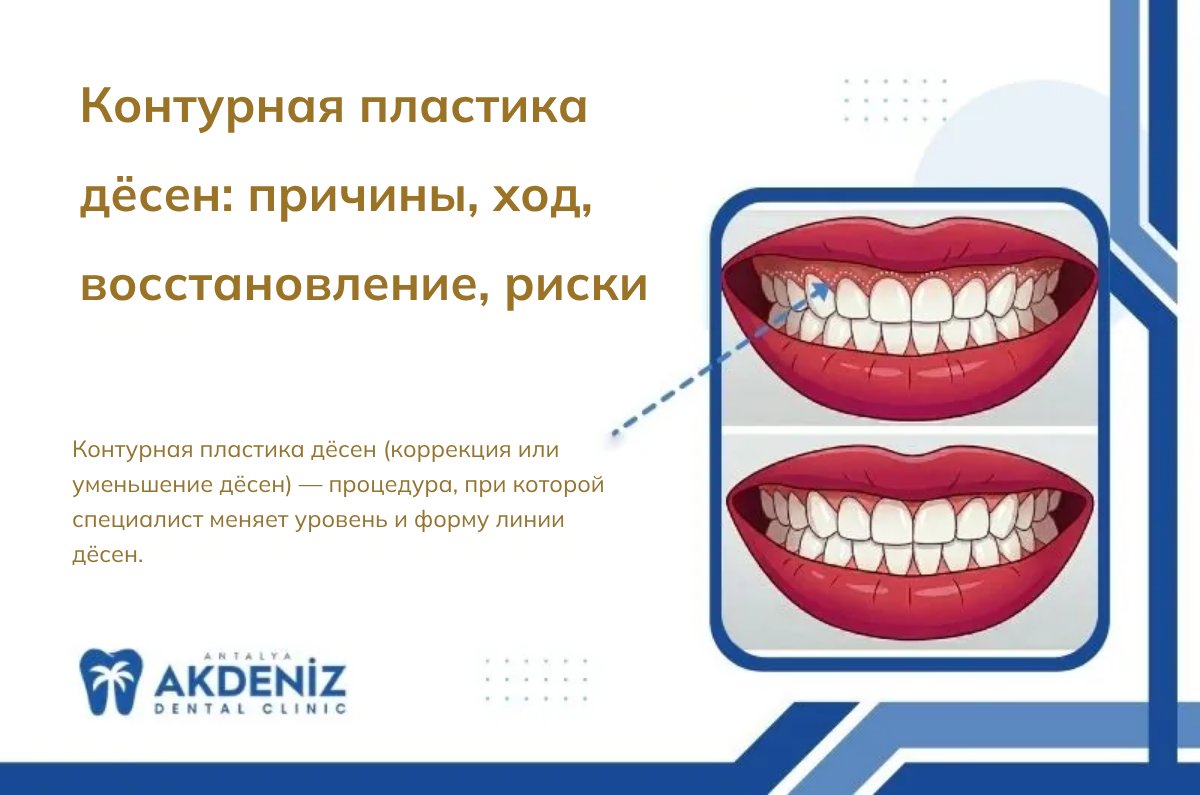 Контурная пластика
дёсен: причины, ход,
восстановление, риски
Контурная пластика дёсен (коррекция или
уменьшение дёсен) — процедура, при которой
специалист меняет уровень и форму линии
дёсен.
ANTALYA
AKDENİZ
DENTAL CLINIC